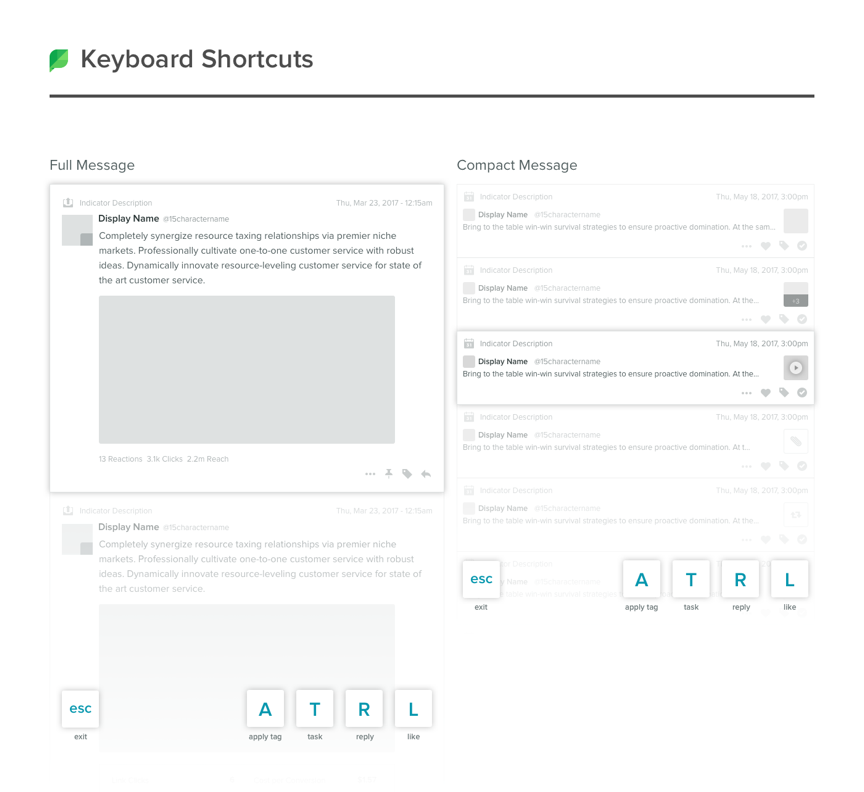 Keyboard Shortcuts
Full Message
Indicator Description
Thu, Mar 23, 2017 - 12:15am
Display Name @15charactername
Completely synergize resource taxing relationships via premier niche
markets. Professionally cultivate one-to-one customer service with robust
ideas. Dynamically innovate resource-leveling customer service for state of
the art customer service.
13 Reactions 3.1k Clicks 2.2m Reach
Indicator Description
Thu, Mar 23, 2017 - 12:15am
Display Name @15charactername
Completely synergize resource taxing relationships via premier niche
markets. Professionally cultivate one-to-one customer service with robust
ideas. Dynamically innovate resource-leveling customer service for state of
the art customer service.
esc
A
T
R
L
exit
apply tag
task
reply
like
Compact Message
Indicator Description
Thu, May 18, 2017, 3:00pm
Display Name @15charactername
Bring to the table win-win survival strategies to ensure proactive domination. At the sam...
Indicator Description
Thu, May 18, 2017, 3:00pm
Display Name @15charactername
Bring to the table win-win survival strategies to ensure proactive domination. At the...
+3
31 Indicator Description
Thu, May 18, 2017, 3:00pm
Display Name @15charactername
Bring to the table win-win survival strategies to ensure proactive domination. At the...
Indicator Description
Thu, May 18, 2017, 3:00pm
Display Name @15charactername
Bring to the table win-win survival strategies to ensure proactive domination. At t...
Indicator Description
Thu, May 18, 2017, 3:00pm
Display Name @15charactername
Bring to the table win-win survival strategies to ensure proactive domination. At the...
Description
esc
A
T
R
L
exit
apply tag
task
reply
like